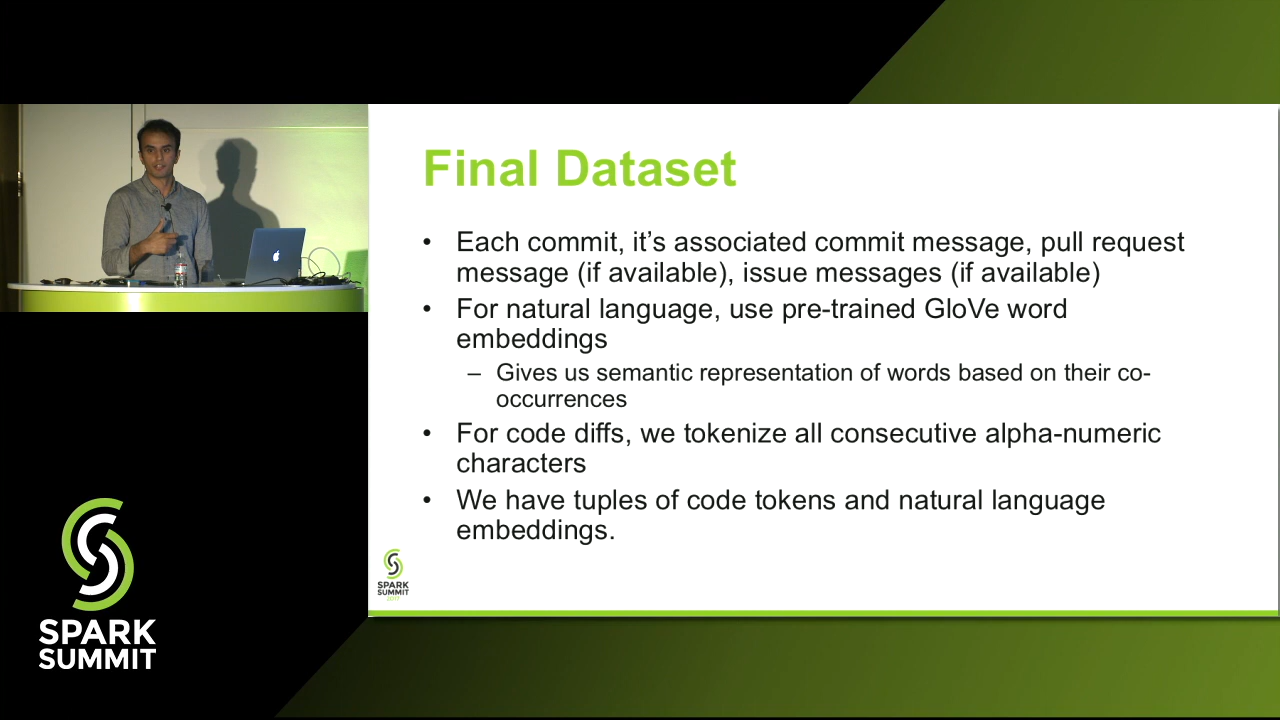 Final Dataset
• Each commit, it's associated commit message, pull request
message (if available), issue messages (if available)
• For natural language, use pre-trained GloVe word
embeddings
– Gives us semantic representation of words based on their co-
occurrences
• For code diffs, we tokenize all consecutive alpha-numeric
characters
• We have tuples of code tokens and natural language
embeddings.
SPARK
SUMMIT
2017
SPARK
SUMMIT